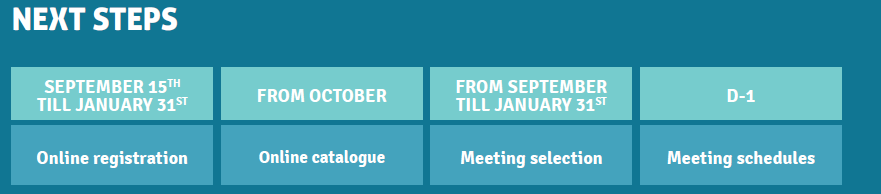 NEXT STEPS
SEPTEMBER 15TH
TILL JANUARY 31ST
FROM OCTOBER
FROM SEPTEMBER
TILL JANUARY 31ST
D-1
Online registration
Online catalogue
Meeting selection
Meeting schedules